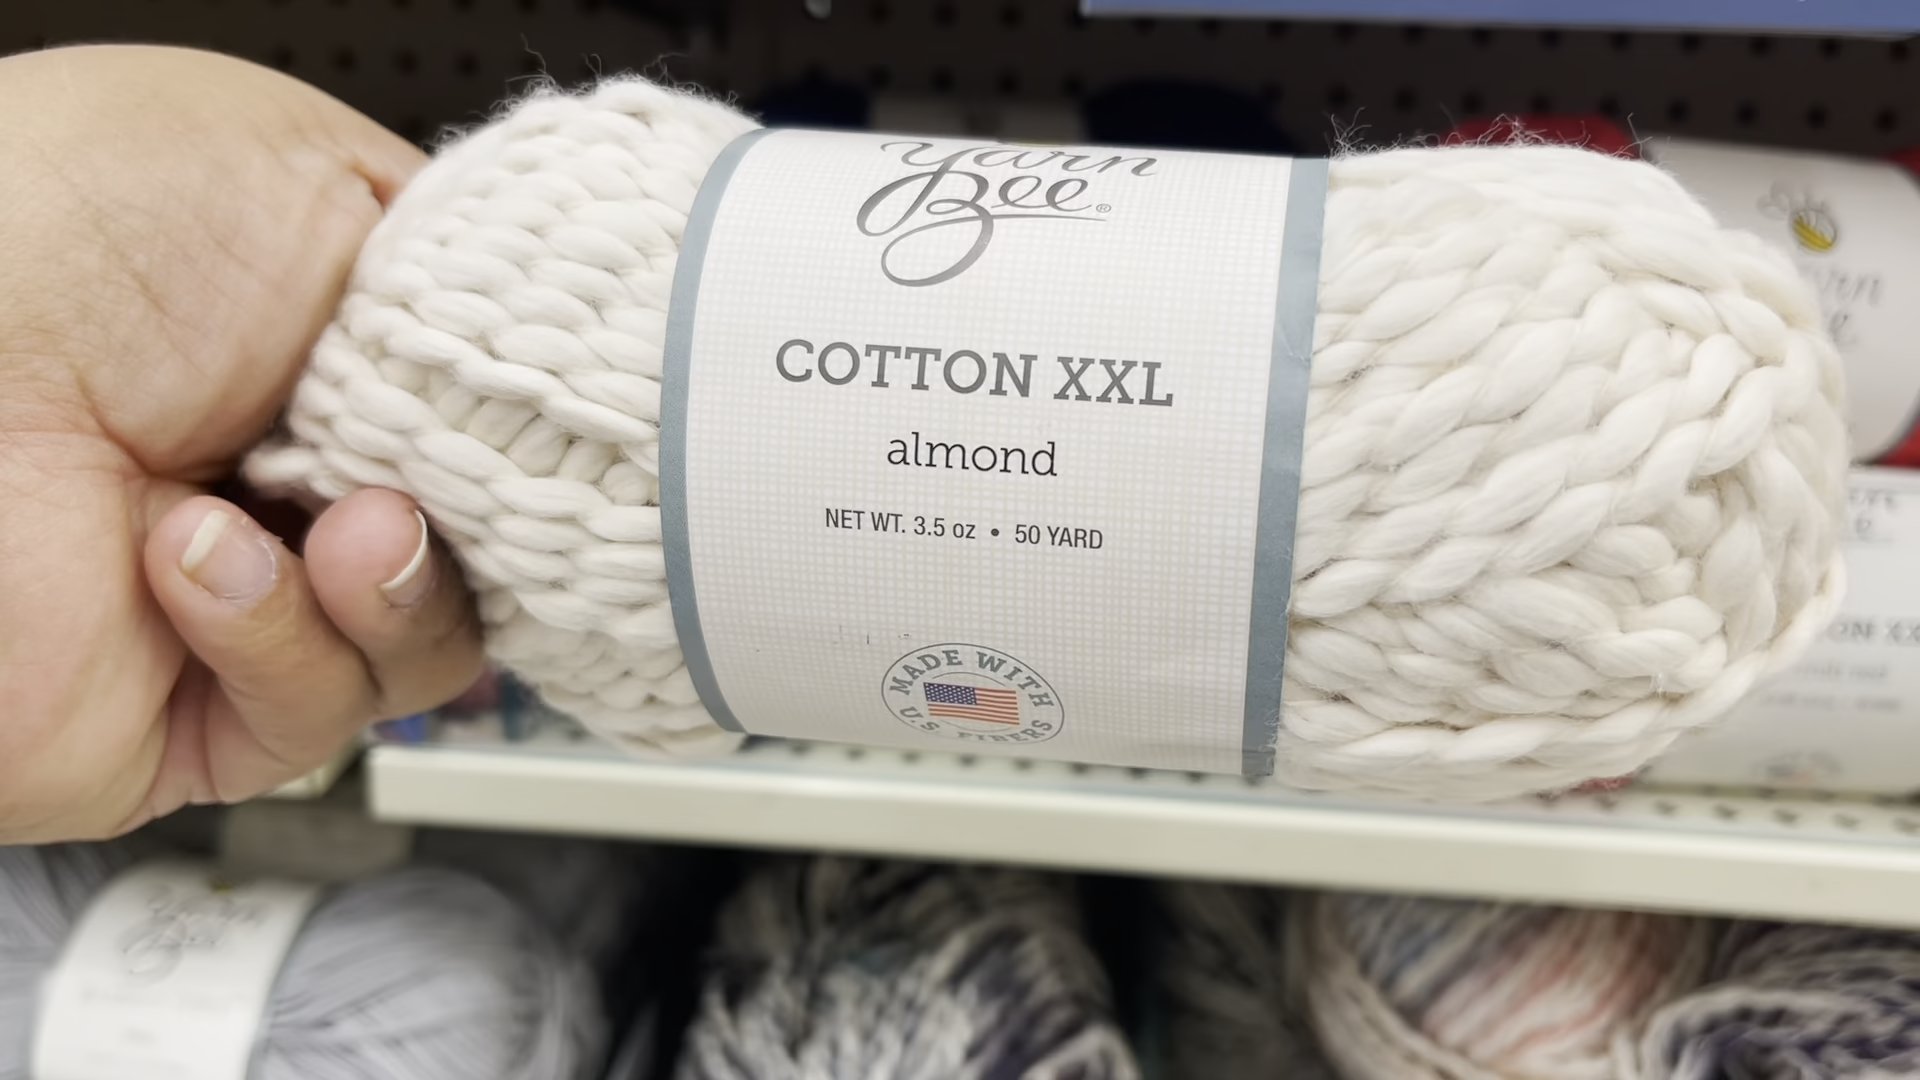 Yarn
Bee®
COTTON XXL
almond
NET WT. 3.5 oz • 50 YARD
MADE WITH
U.S. FIBERS